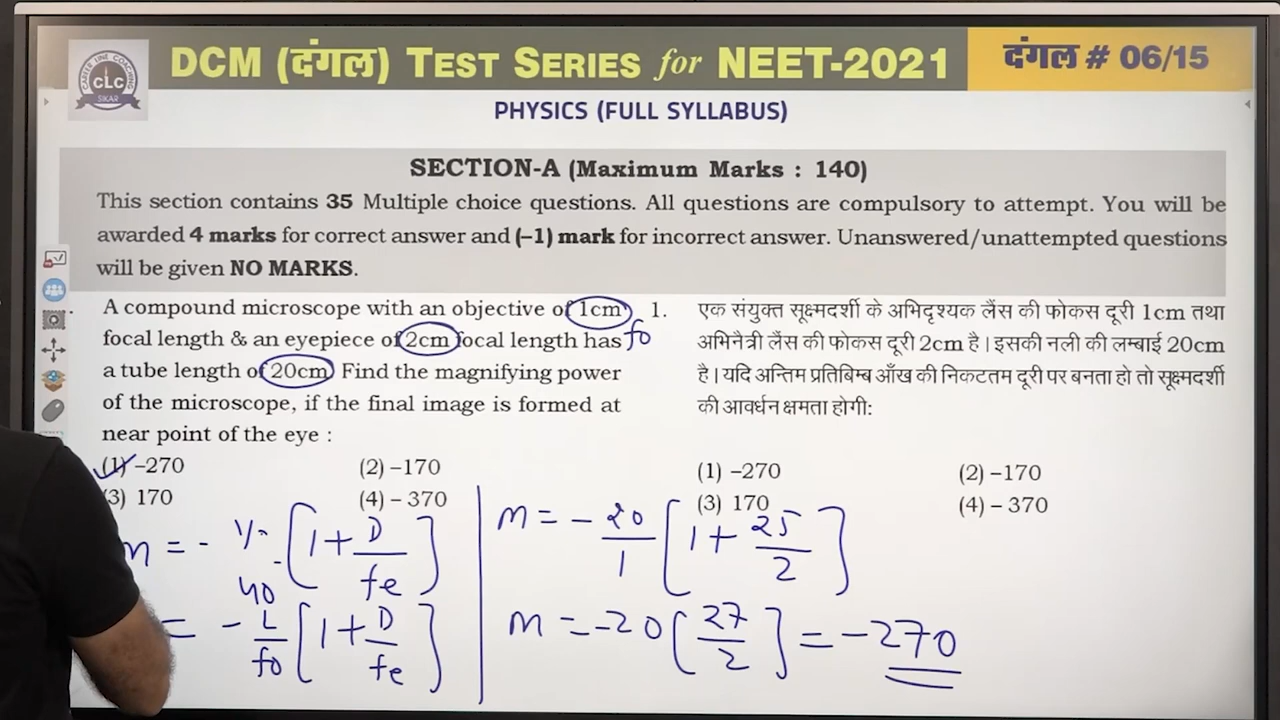 CAREER LINE COACHING
CLC
SIKAR
DCM (दंगल) TEST SERIES for NEET-2021
दंगल # 06/15
PHYSICS (FULL SYLLABUS)
SECTION-A (Maximum Marks : 140)
This section contains 35 Multiple choice questions. All questions are compulsory to attempt. You will be
awarded 4 marks for correct answer and (–1) mark for incorrect answer. Unanswered/unattempted questions
will be given NO MARKS.
A compound microscope with an objective of 1cm
focal length & an eyepiece of 2cm focal length has fo
a tube length of 20cm. Find the magnifying power
of the microscope, if the final image is formed at
near point of the eye :
(1) –270 (2) –170
(3) 170 (4) – 370
m = - [1 + D/fe]
= - L/fo [1 + D/fe]
1. एक संयुक्त सूक्ष्मदर्शी के अभिदृश्यक लैंस की फोकस दूरी 1cm तथा
अभिनेत्री लैंस की फोकस दूरी 2cm है। इसकी नली की लम्बाई 20cm
है। यदि अन्तिम प्रतिबिम्ब आँख की निकटतम दूरी पर बनता हो तो सूक्ष्मदर्शी
की आवर्धन क्षमता होगी:
(1) –270 (2) –170
(3) 170 (4) – 370
m = - 20/1 [1 + 25/2]
m = -20 [27/2] = -270